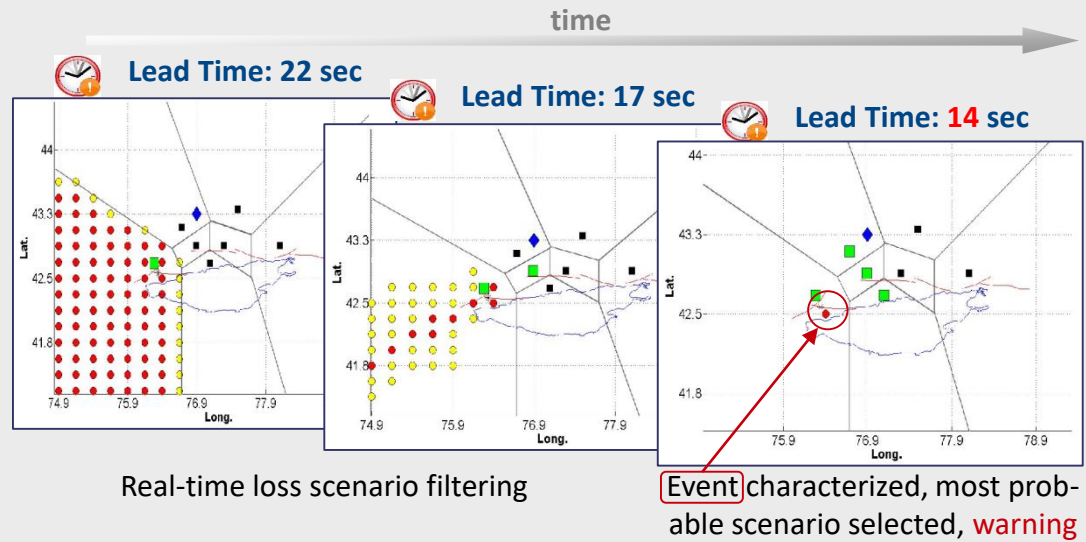 time
Lead Time: 22 sec
Lead Time: 17 sec
Lead Time: 14 sec
44
43.3
42.5
41.8
Lat.
74.9
75.9
76.9
77.9
Long.
44
43.3
42.5
41.8
Lat.
74.9
75.9
76.9
77.9
Long.
44
43.3
42.5
41.8
Lat.
75.9
76.9
77.9
78.9
Long.
Real-time loss scenario filtering
Event characterized, most prob-
able scenario selected, warning